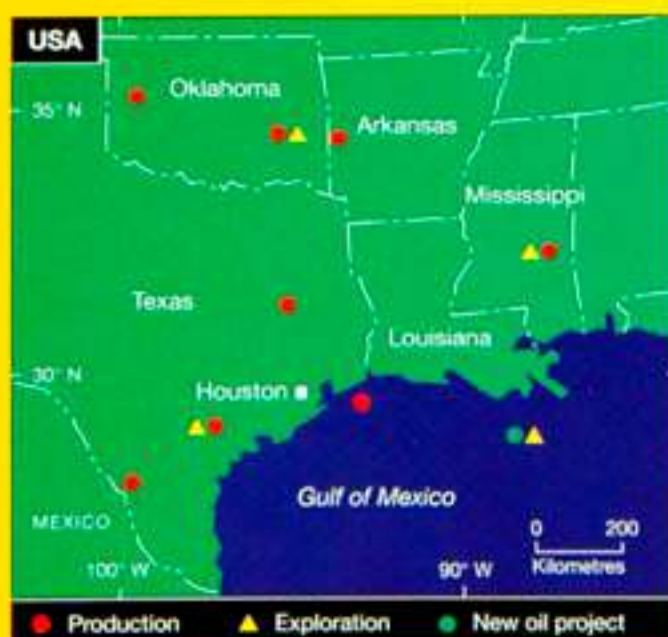 USA
Oklahoma
35° N
Arkansas
Mississippi
Texas
Louisiana
30° N
Houston
Gulf of Mexico
MEXICO
0 200
Kilometres
100° W
90° W
Production Exploration New oil project